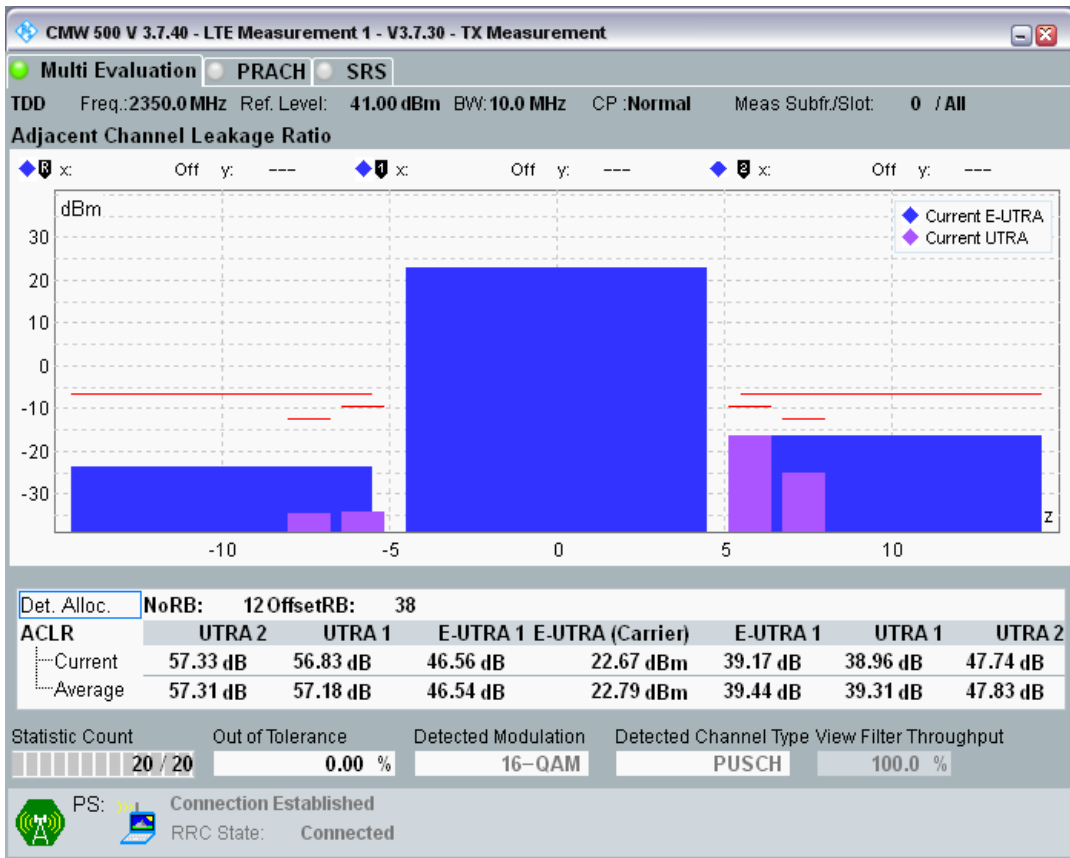 CMW 500 V 3.7.40 - LTE Measurement 1 - V3.7.30 - TX Measurement
Multi Evaluation PRACH SRS
TDD Freq.:2350.0 MHz Ref. Level: 41.00 dBm BW:10.0 MHz CP :Normal Meas Subfr./Slot: 0 / All
Adjacent Channel Leakage Ratio
R x: Off y: --- 1 x: Off y: --- 2 x: Off y: ---
dBm
Current E-UTRA
Current UTRA
30
20
10
0
-10
-20
-30
z
-10 -5 0 5 10
Det. Alloc. NoRB: 12 OffsetRB: 38
ACLR UTRA 2 UTRA 1 E-UTRA 1 E-UTRA (Carrier) E-UTRA 1 UTRA 1 UTRA 2
Current 57.33 dB 56.83 dB 46.56 dB 22.67 dBm 39.17 dB 38.96 dB 47.74 dB
Average 57.31 dB 57.18 dB 46.54 dB 22.79 dBm 39.44 dB 39.31 dB 47.83 dB
Statistic Count Out of Tolerance Detected Modulation Detected Channel Type View Filter Throughput
20 / 20 0.00 % 16-QAM PUSCH 100.0 %
PS: Connection Established
RRC State: Connected